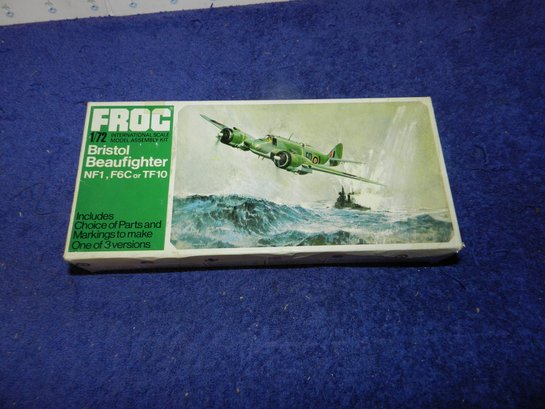 FROG
1/72 INTERNATIONAL SCALE
MODEL ASSEMBLY KIT
Bristol
Beaufighter
NF1, F6C or TF10
Includes
Choice of Parts and
Markings to make
One of 3 versions